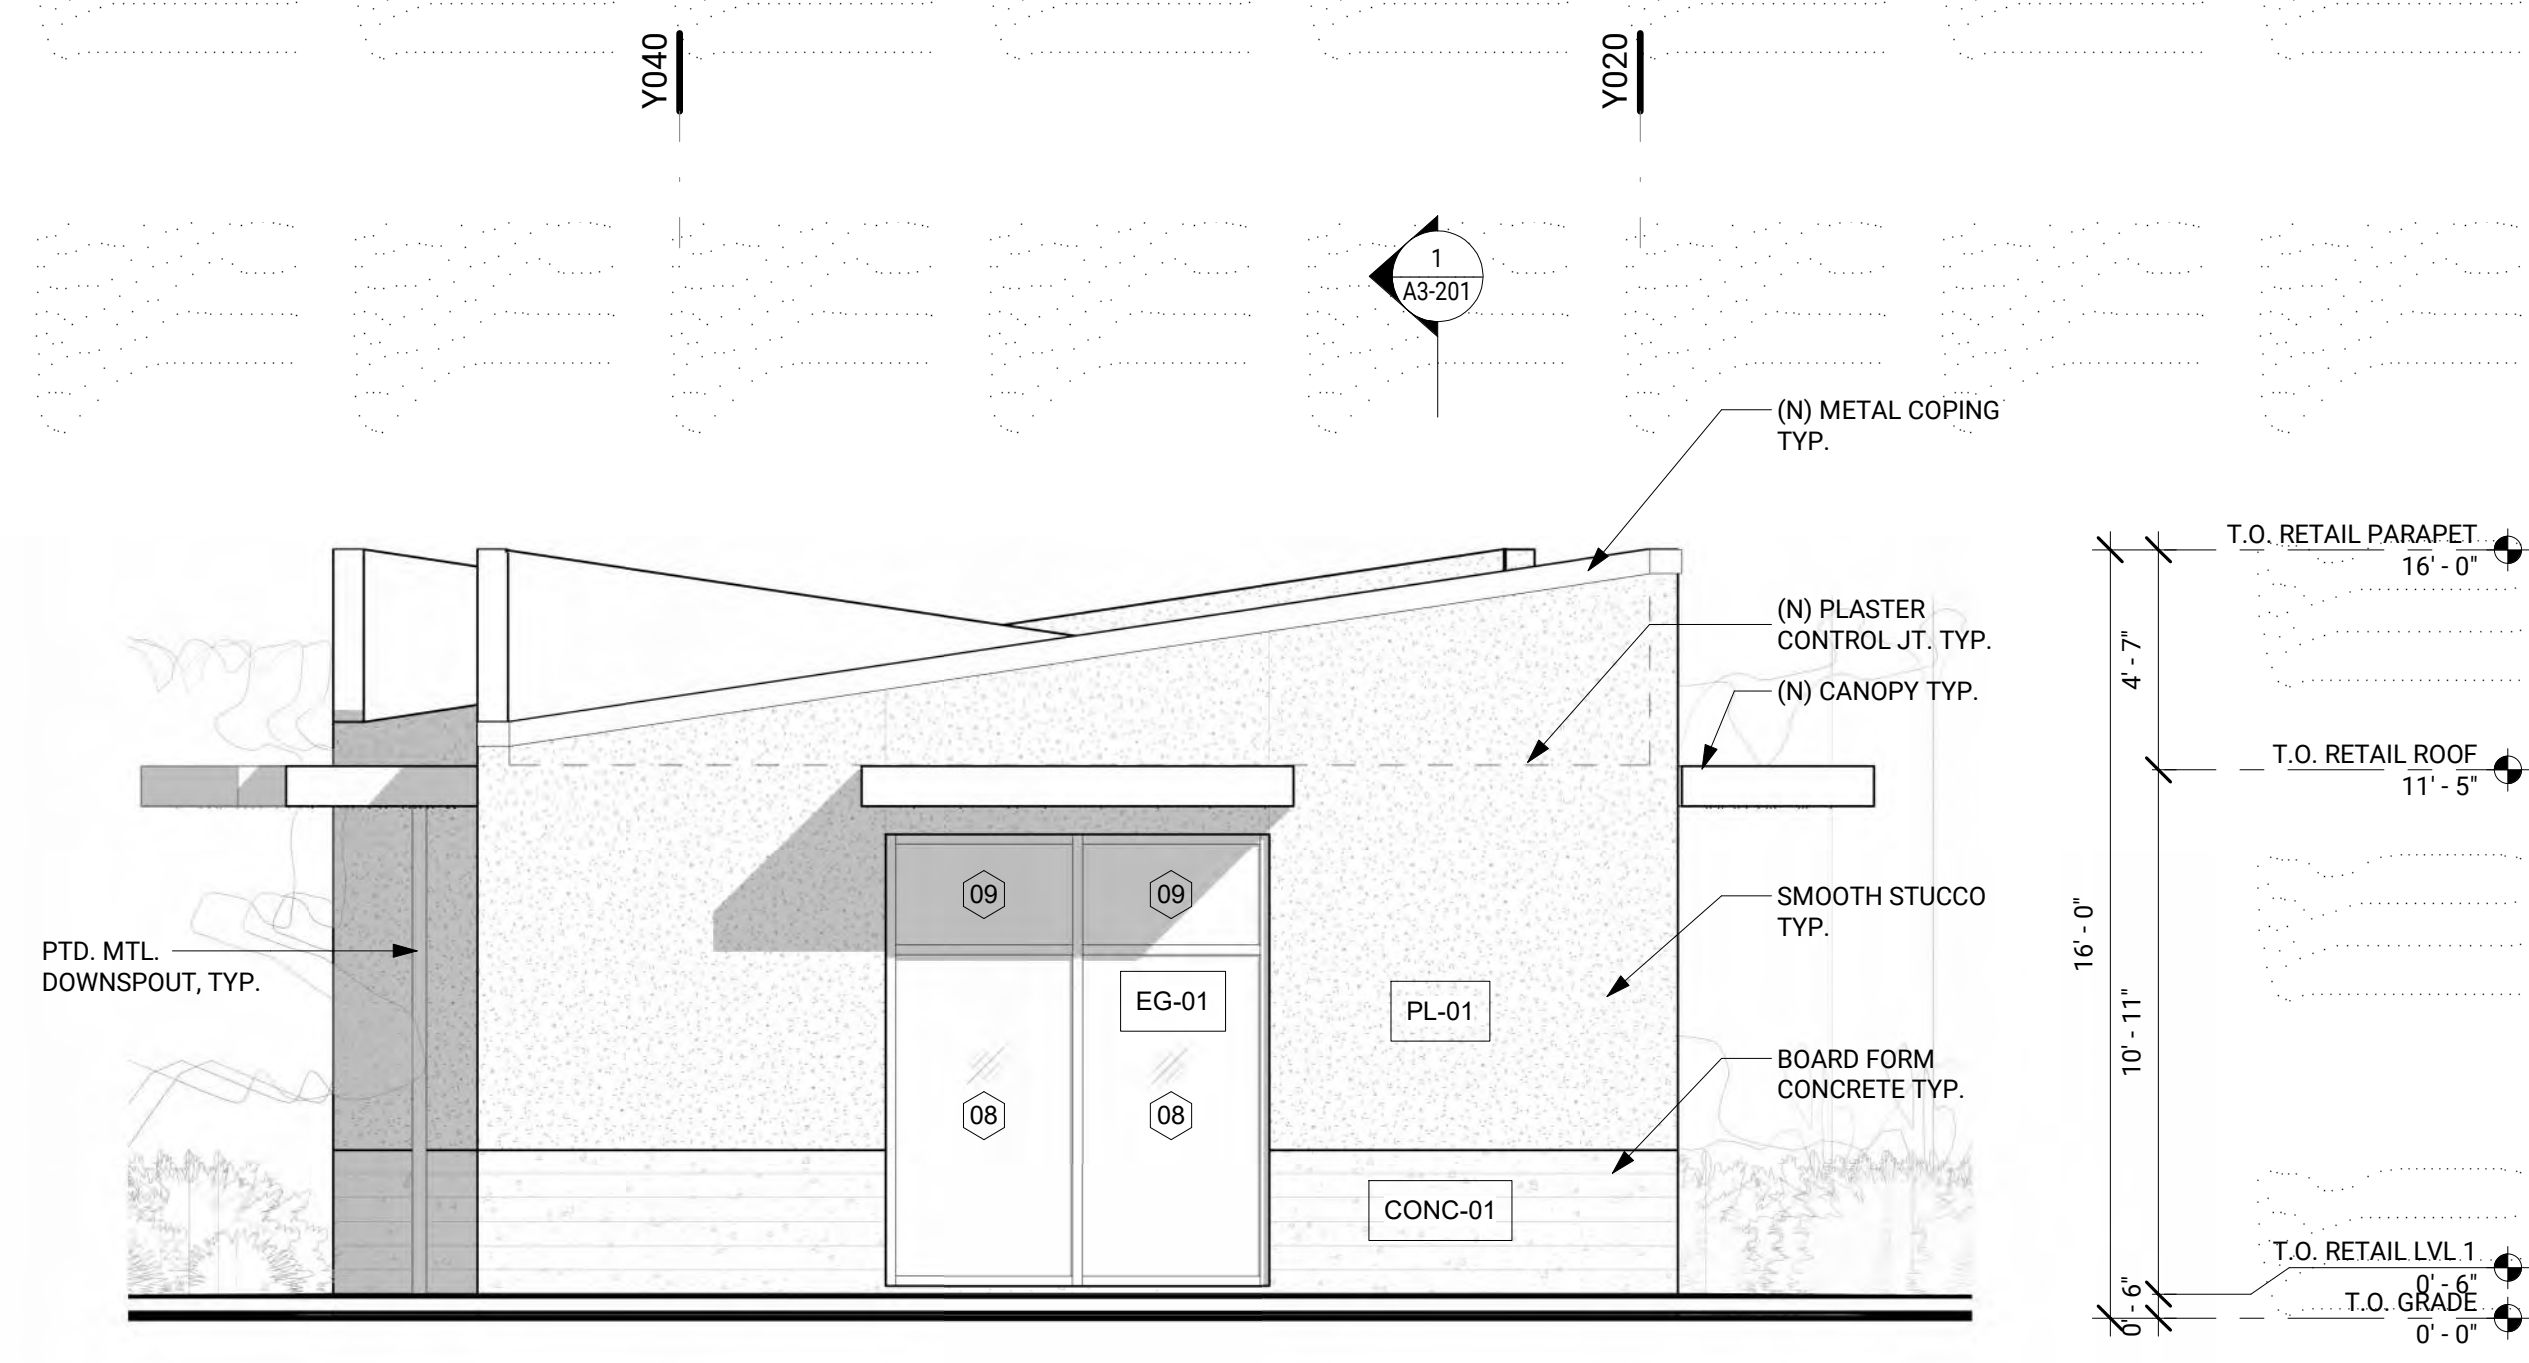 Y040
Y020
1
A3-201
(N) METAL COPING
TYP.
T.O. RETAIL PARAPET
16' - 0"
(N) PLASTER
CONTROL JT. TYP.
4' - 7"
(N) CANOPY TYP.
T.O. RETAIL ROOF
11' - 5"
09
09
SMOOTH STUCCO
TYP.
16' - 0"
PTD. MTL.
DOWNSPOUT, TYP.
EG-01
PL-01
10' - 11"
BOARD FORM
CONCRETE TYP.
08
08
CONC-01
T.O. RETAIL LVL 1
0' - 6"
0' - 6"
T.O. GRADE
0' - 0"